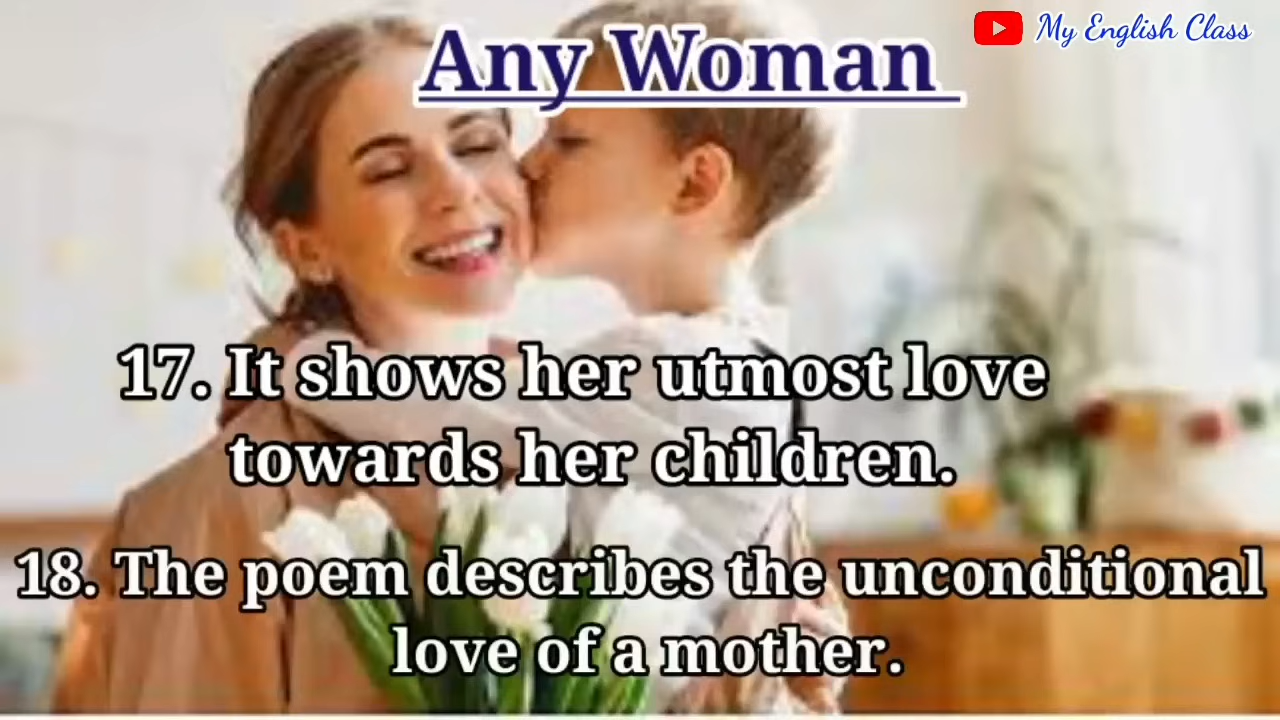 My English Class
Any Woman
17. It shows her utmost love
towards her children.
18. The poem describes the unconditional
love of a mother.